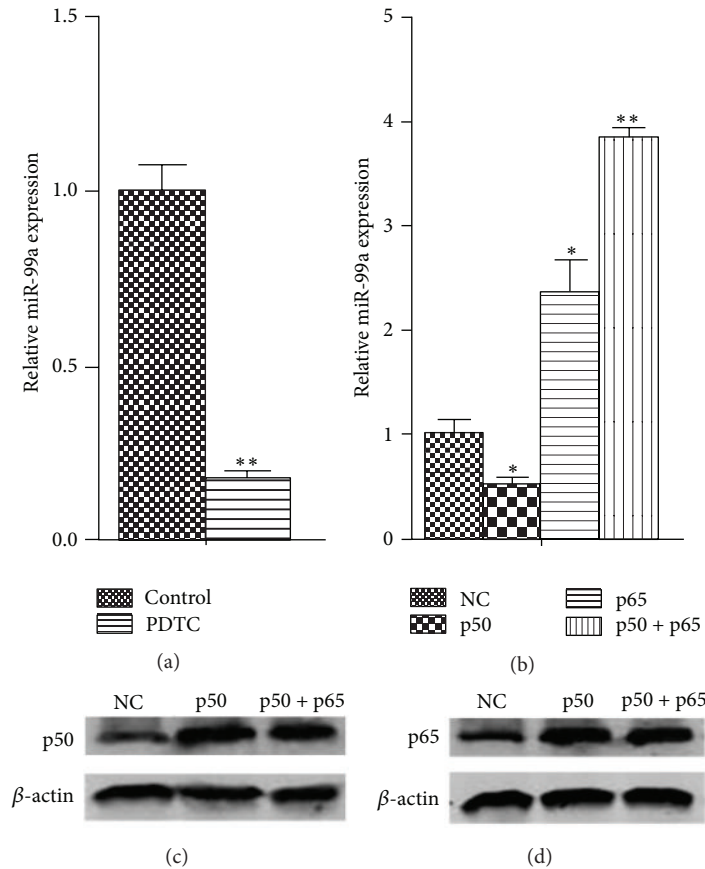 1.5
1.0
0.5
0.0
Relative miR-99a expression
**
Control
PDTC
(a)
5
4
3
2
1
0
Relative miR-99a expression
*
*
**
NC
p50
p65
p50 + p65
(b)
NC p50 p50 + p65
p50
β-actin
(c)
NC p50 p50 + p65
p65
β-actin
(d)